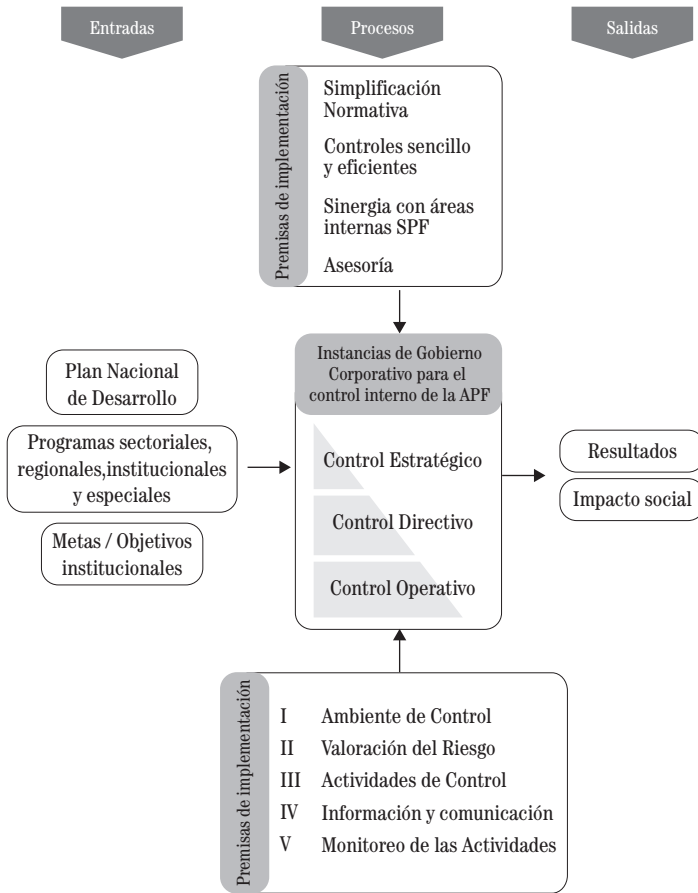 Entradas
Procesos
Salidas
Premisas de implementación
Simplificación
Normativa
Controles sencillo
y eficientes
Sinergia con áreas
internas SPF
Asesoría
Plan Nacional
de Desarrollo
Programas sectoriales,
regionales,institucionales
y especiales
Metas / Objetivos
institucionales
Instancias de Gobierno
Corporativo para el
control interno de la APF
Control Estratégico
Control Directivo
Control Operativo
Resultados
Impacto social
Premisas de implementación
I Ambiente de Control
II Valoración del Riesgo
III Actividades de Control
IV Información y comunicación
V Monitoreo de las Actividades